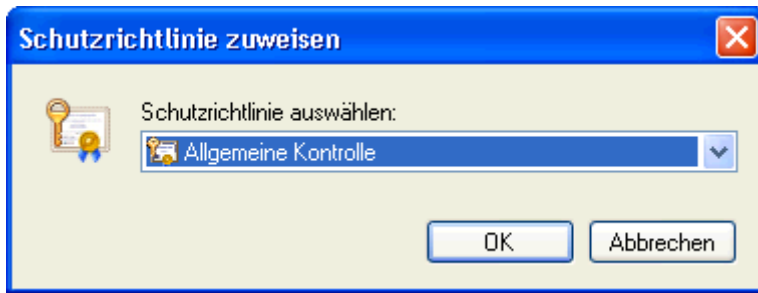 Schutzrichtlinie zuweisen
Schutzrichtlinie auswählen:
Allgemeine Kontrolle
OK
Abbrechen